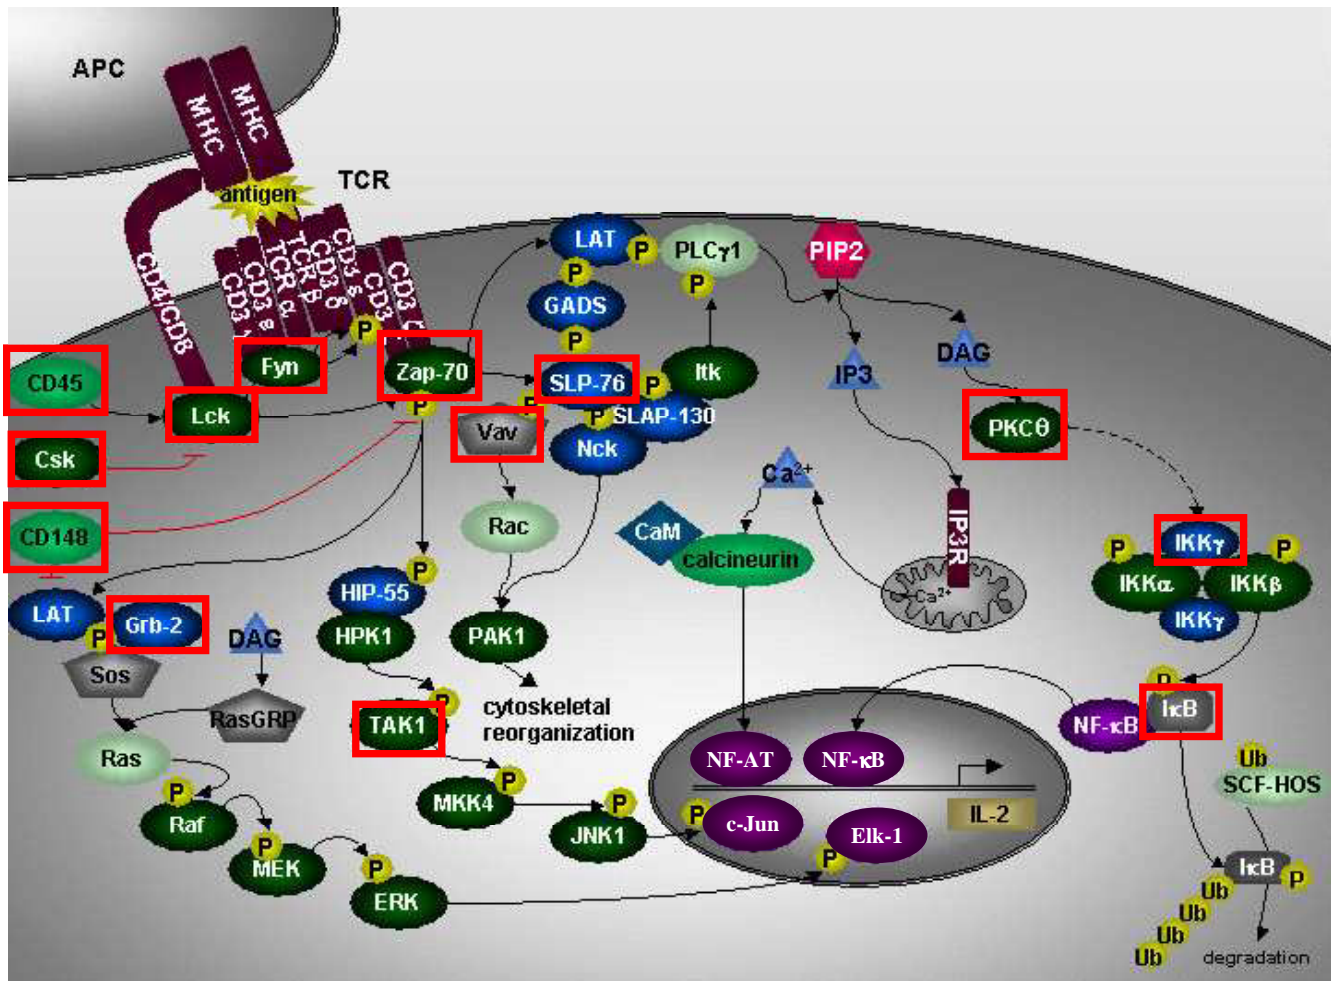 APC
MHC
MHC
antigen
TCR
CD4/CD8
CD3
CD3 ε
TCR α
TCR β
CD3 δ
CD3 ε
CD3
CD3 ζ
P
LAT
P
PLCγ1
P
PIP2
P
GADS
P
DAG
IP3
CD45
Fyn
Zap-70
SLP-76
P
Itk
Lck
P
P
P
SLAP-130
PKCθ
Csk
Vav
Nck
Ca²⁺
CD148
Rac
CaM
calcineurin
IP3R
Ca²⁺
P
IKKγ
P
IKKα
IKKβ
IKKγ
P
HIP-55
HPK1
PAK1
LAT
Grb-2
P
DAG
Sos
RasGRP
P
TAK1
cytoskeletal
reorganization
P
NF-κB
IκB
Ras
NF-AT
NF-κB
Ub
SCF-HOS
P
Raf
P
MKK4
P
JNK1
P
c-Jun
IL-2
P
MEK
P
ERK
P
Elk-1
IκB
P
Ub
Ub
Ub
Ub
degradation